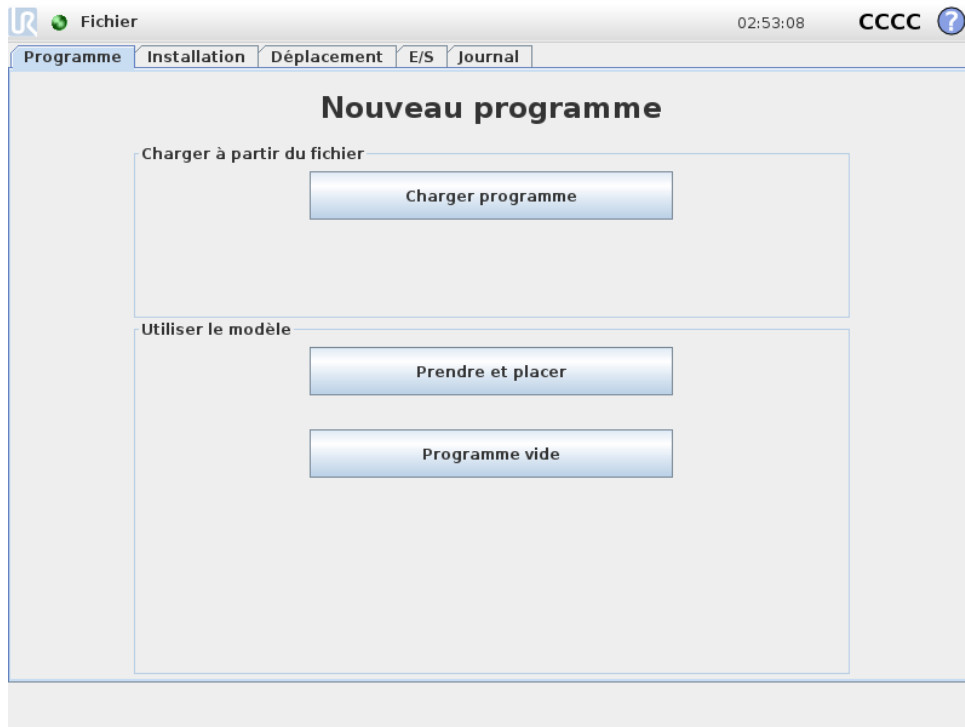 UR Fichier 02:53:08 CCCC ?
Programme Installation Déplacement E/S Journal
Nouveau programme
Charger à partir du fichier
Charger programme
Utiliser le modèle
Prendre et placer
Programme vide